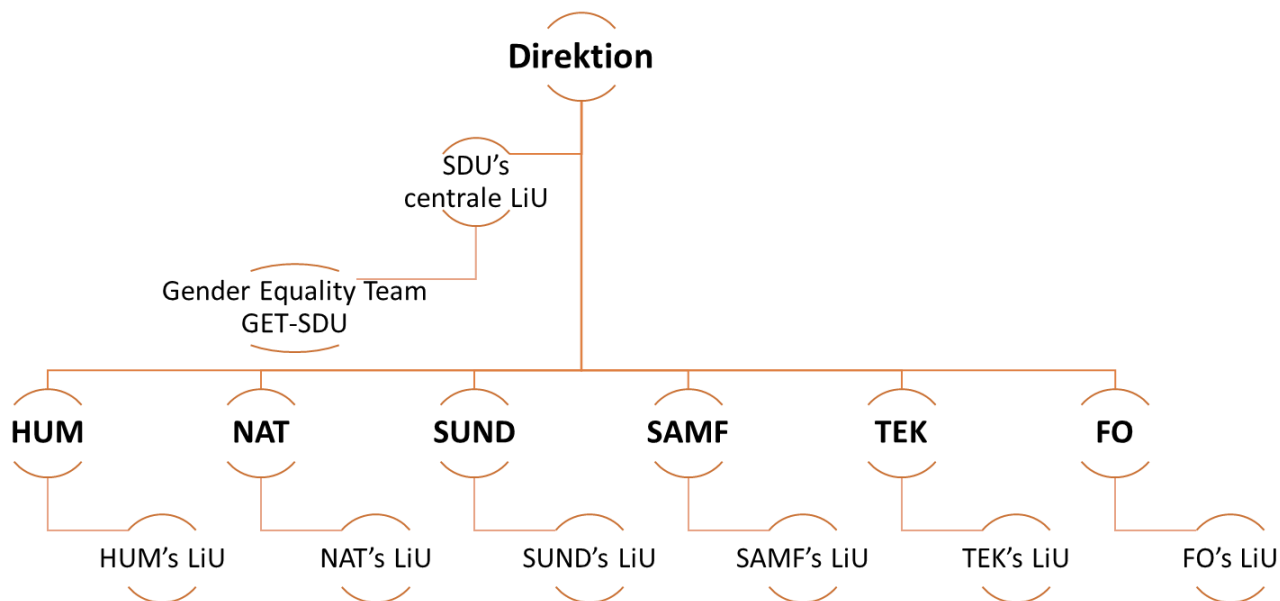 Direktion
SDU’s
centrale LiU
Gender Equality Team
GET-SDU
HUM
NAT
SUND
SAMF
TEK
FO
HUM’s LiU
NAT’s LiU
SUND’s LiU
SAMF’s LiU
TEK’s LiU
FO’s LiU